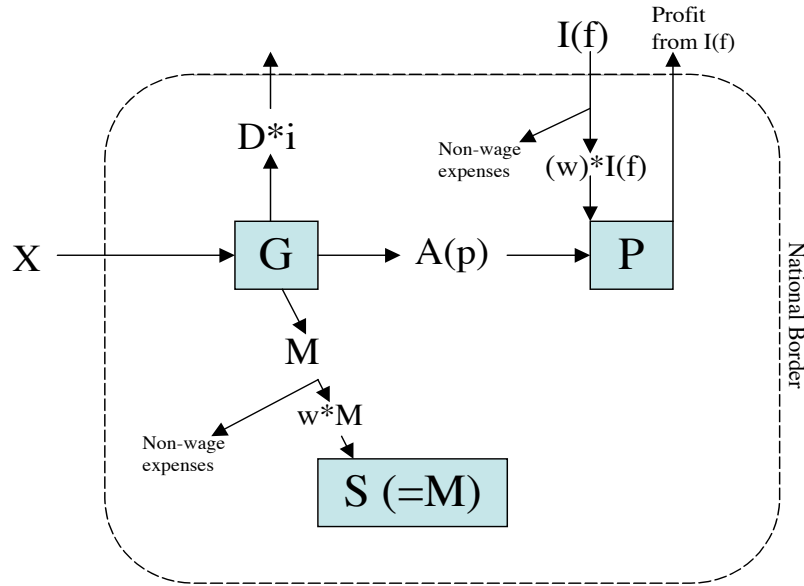 I(f)
Profit
from I(f)
D*i
Non-wage
expenses
(w)*I(f)
X
G
A(p)
P
National Border
M
w*M
Non-wage
expenses
S (=M)